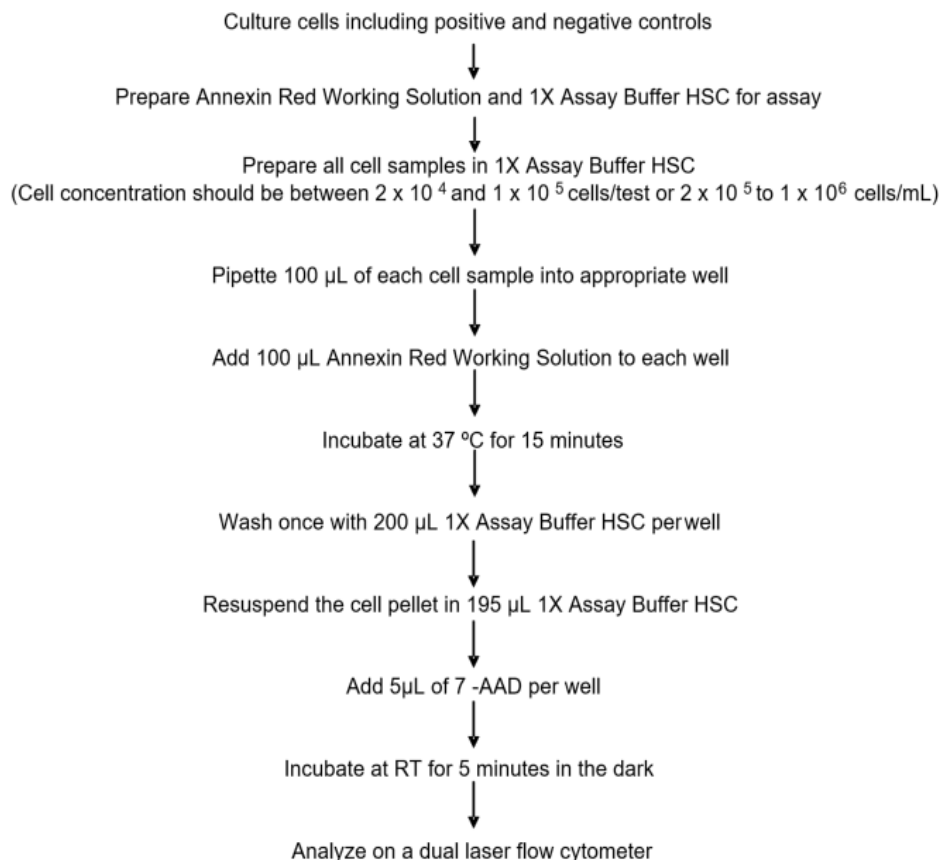 Culture cells including positive and negative controls
Prepare Annexin Red Working Solution and 1X Assay Buffer HSC for assay
Prepare all cell samples in 1X Assay Buffer HSC
(Cell concentration should be between 2 x 10 ⁴ and 1 x 10 ⁵ cells/test or 2 x 10 ⁵ to 1 x 10⁶ cells/mL)
Pipette 100 µL of each cell sample into appropriate well
Add 100 µL Annexin Red Working Solution to each well
Incubate at 37 ºC for 15 minutes
Wash once with 200 µL 1X Assay Buffer HSC per well
Resuspend the cell pellet in 195 µL 1X Assay Buffer HSC
Add 5µL of 7 -AAD per well
Incubate at RT for 5 minutes in the dark
Analyze on a dual laser flow cytometer